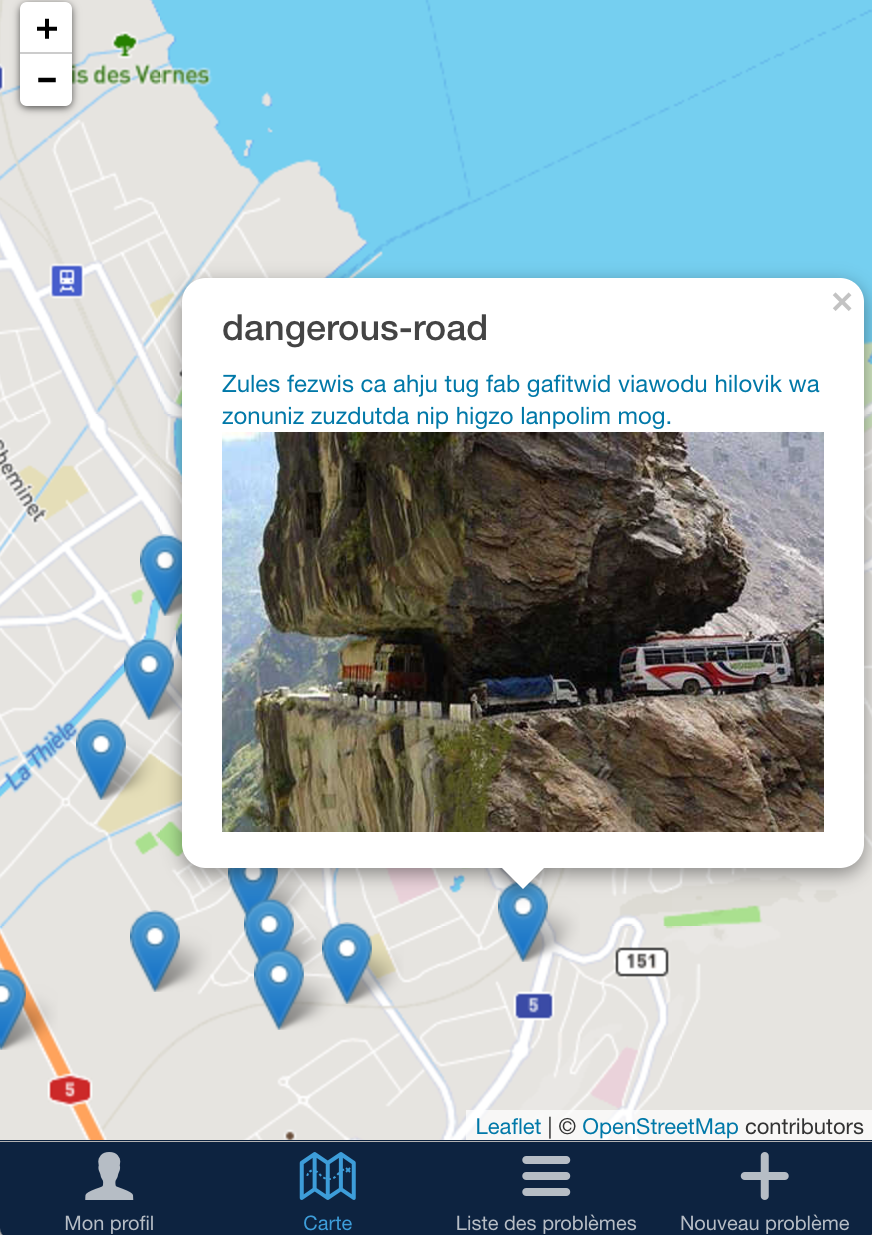 +
−
is des Vernes
dangerous-road
×
Zules fezwis ca ahju tug fab gafitwid viawodu hilovik wa
zonuniz zuzdutda nip higzo lanpolim mog.
Cheminet
La Thièle
151
5
5
Leaflet | © OpenStreetMap contributors
Mon profil
Carte
Liste des problèmes
Nouveau problème